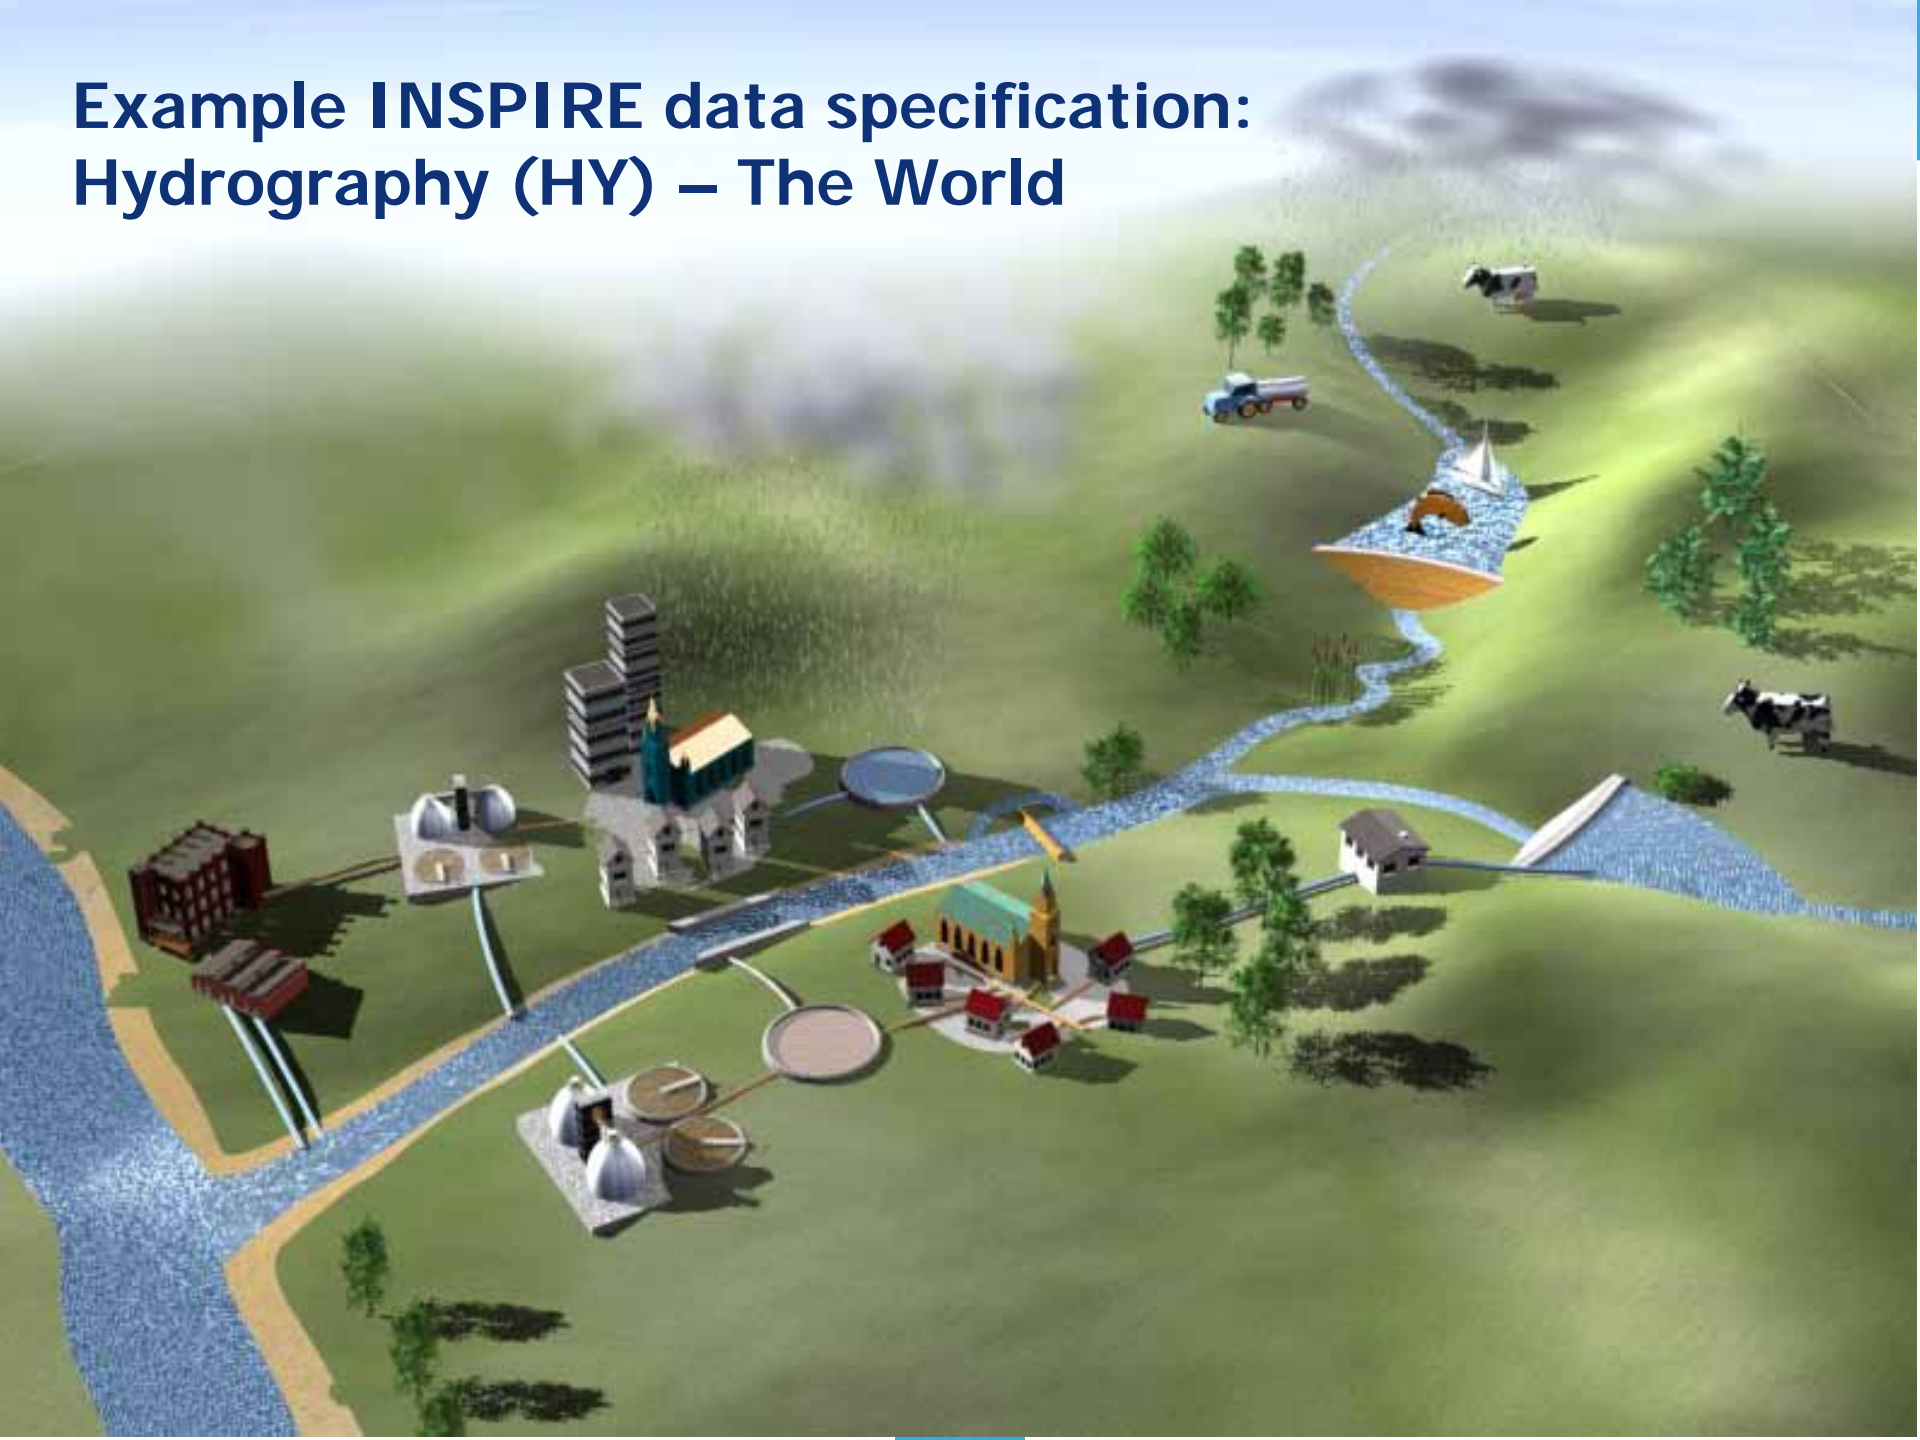 Example INSPIRE data specification:
Hydrography (HY) – The World